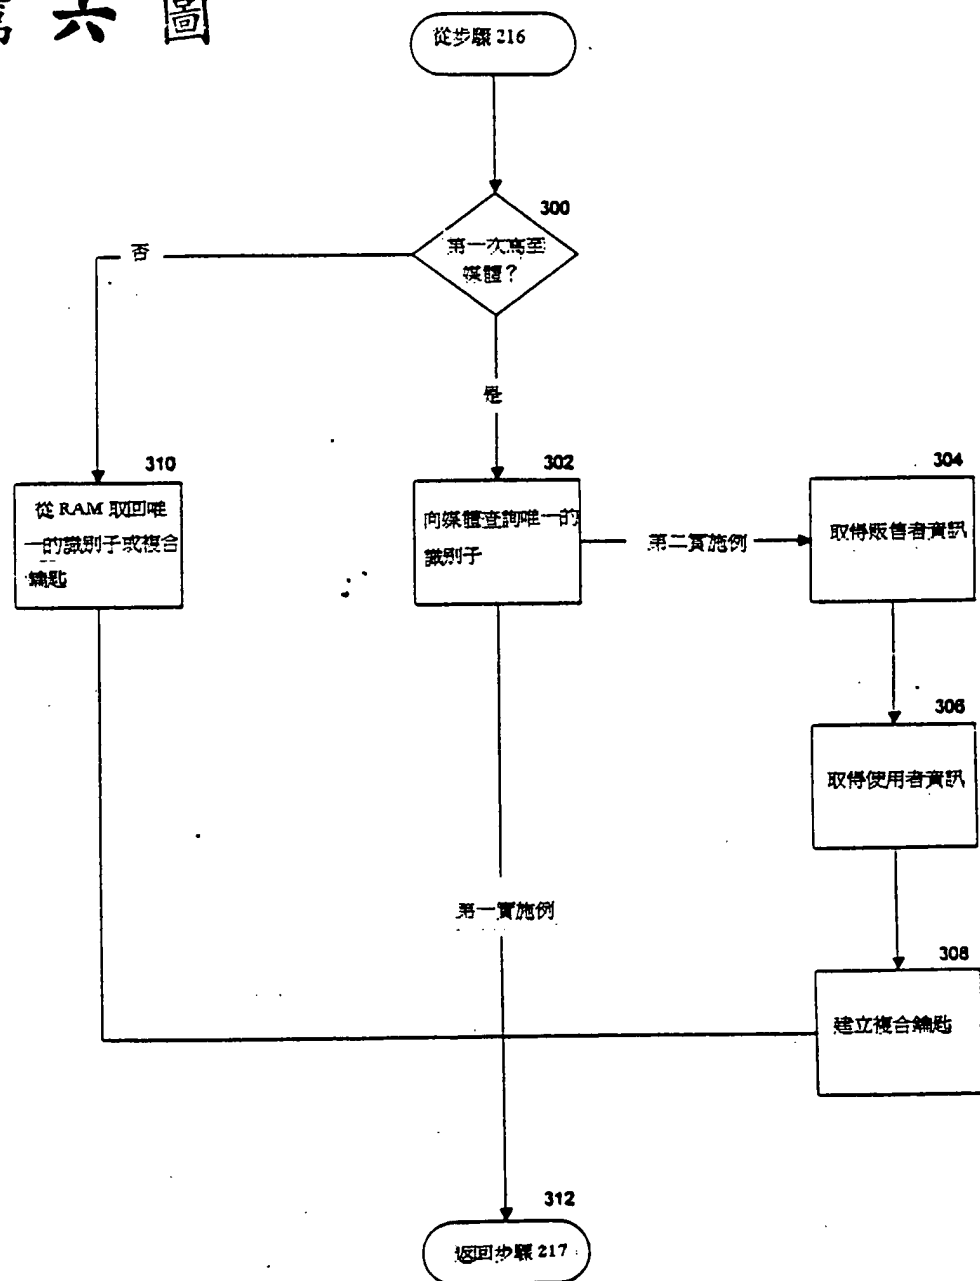 六圖
從步驟 216
300
第一次寫至
媒體?
否
是
310
從 RAM 取回唯
一的識別子或複合
鑰匙
302
向媒體查詢唯一的
識別子
第二實施例
304
取得販售者資訊
306
取得使用者資訊
第一實施例
308
建立複合鑰匙
312
返回步驟 217